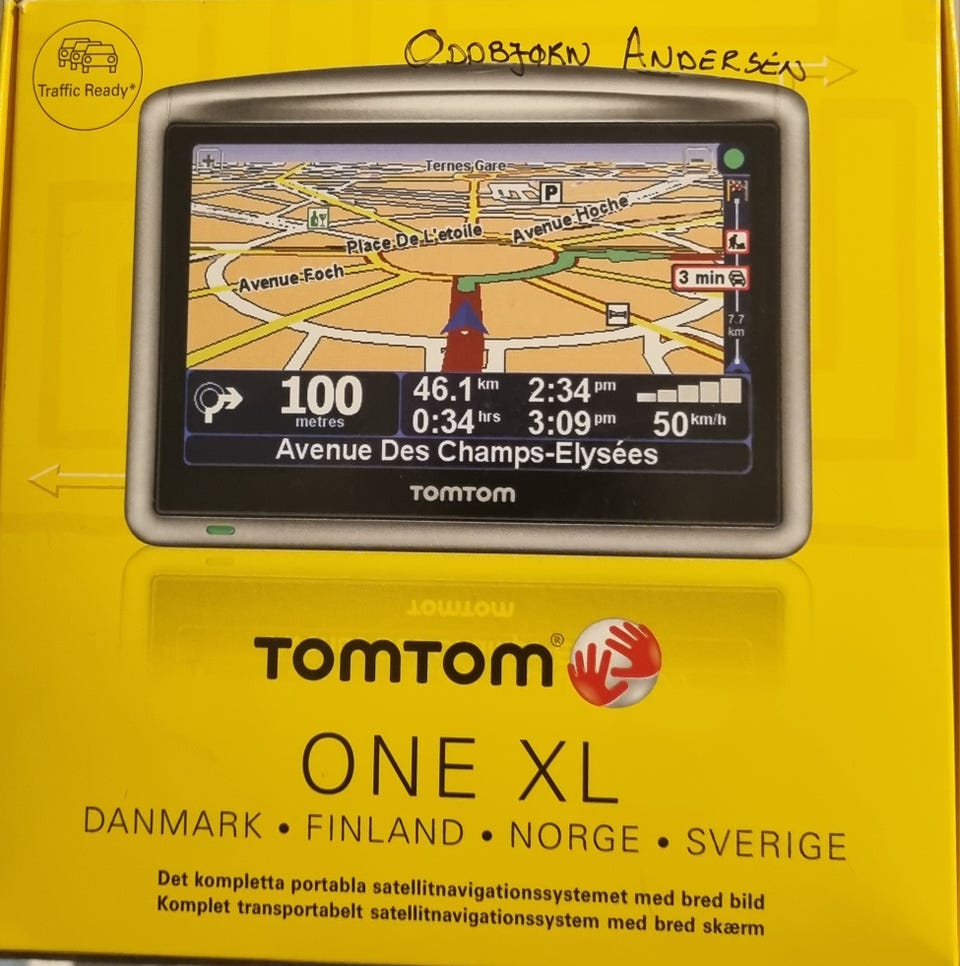 ODDBJØRN ANDERSEN
Traffic Ready*
+
−
Ternes Gare
P
Avenue Hoche
Place De L'etoile
Avenue Foch
3 min
7.7
km
100
metres
46.1 km 2:34 pm
0:34 hrs 3:09 pm 50 km/h
Avenue Des Champs-Elysées
TOMTOM
TOMTOM
TOMTOM®
ONE XL
DANMARK • FINLAND • NORGE • SVERIGE
Det kompletta portabla satellitnavigationssystemet med bred bild
Komplet transportabelt satellitnavigationssystem med bred skærm